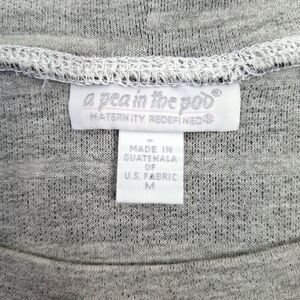 a pea in the pod®
MATERNITY REDEFINED®
MADE IN
GUATEMALA
OF
U.S. FABRIC
M